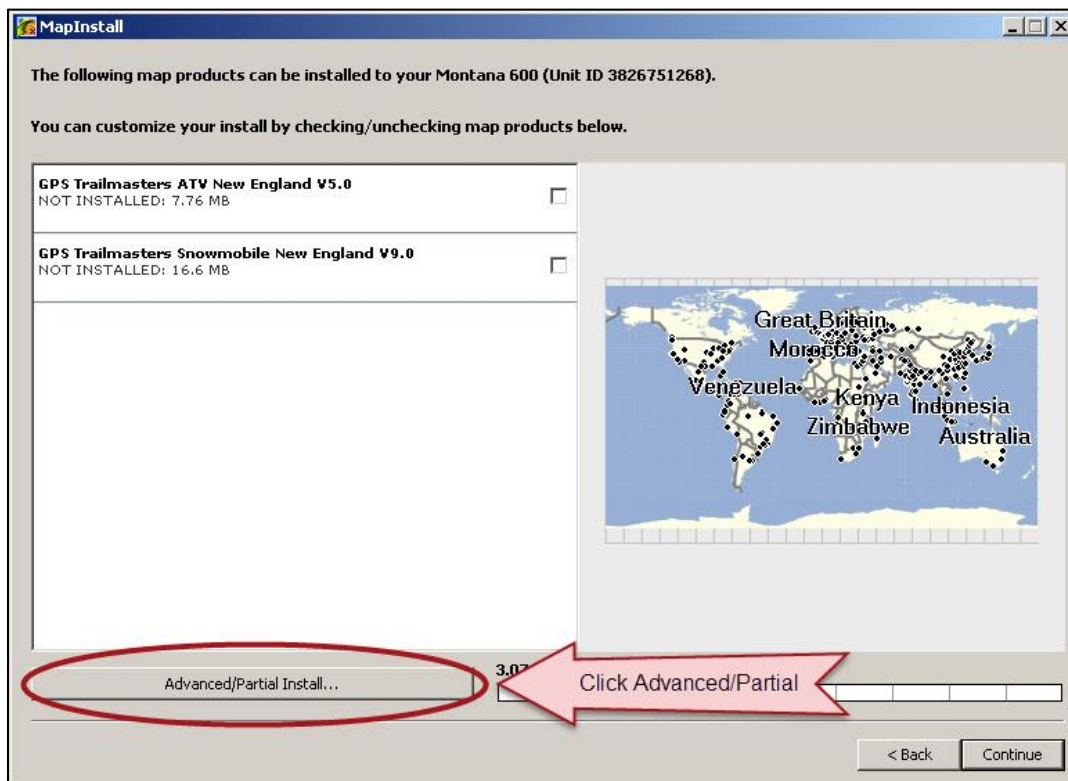 MapInstall
The following map products can be installed to your Montana 600 (Unit ID 3826751268).
You can customize your install by checking/unchecking map products below.
GPS Trailmasters ATV New England V5.0
NOT INSTALLED: 7.76 MB
GPS Trailmasters Snowmobile New England V9.0
NOT INSTALLED: 16.6 MB
Great Britain
Morocco
Venezuela
Kenya
Indonesia
Zimbabwe
Australia
3.07
Advanced/Partial Install...
Click Advanced/Partial
< Back
Continue